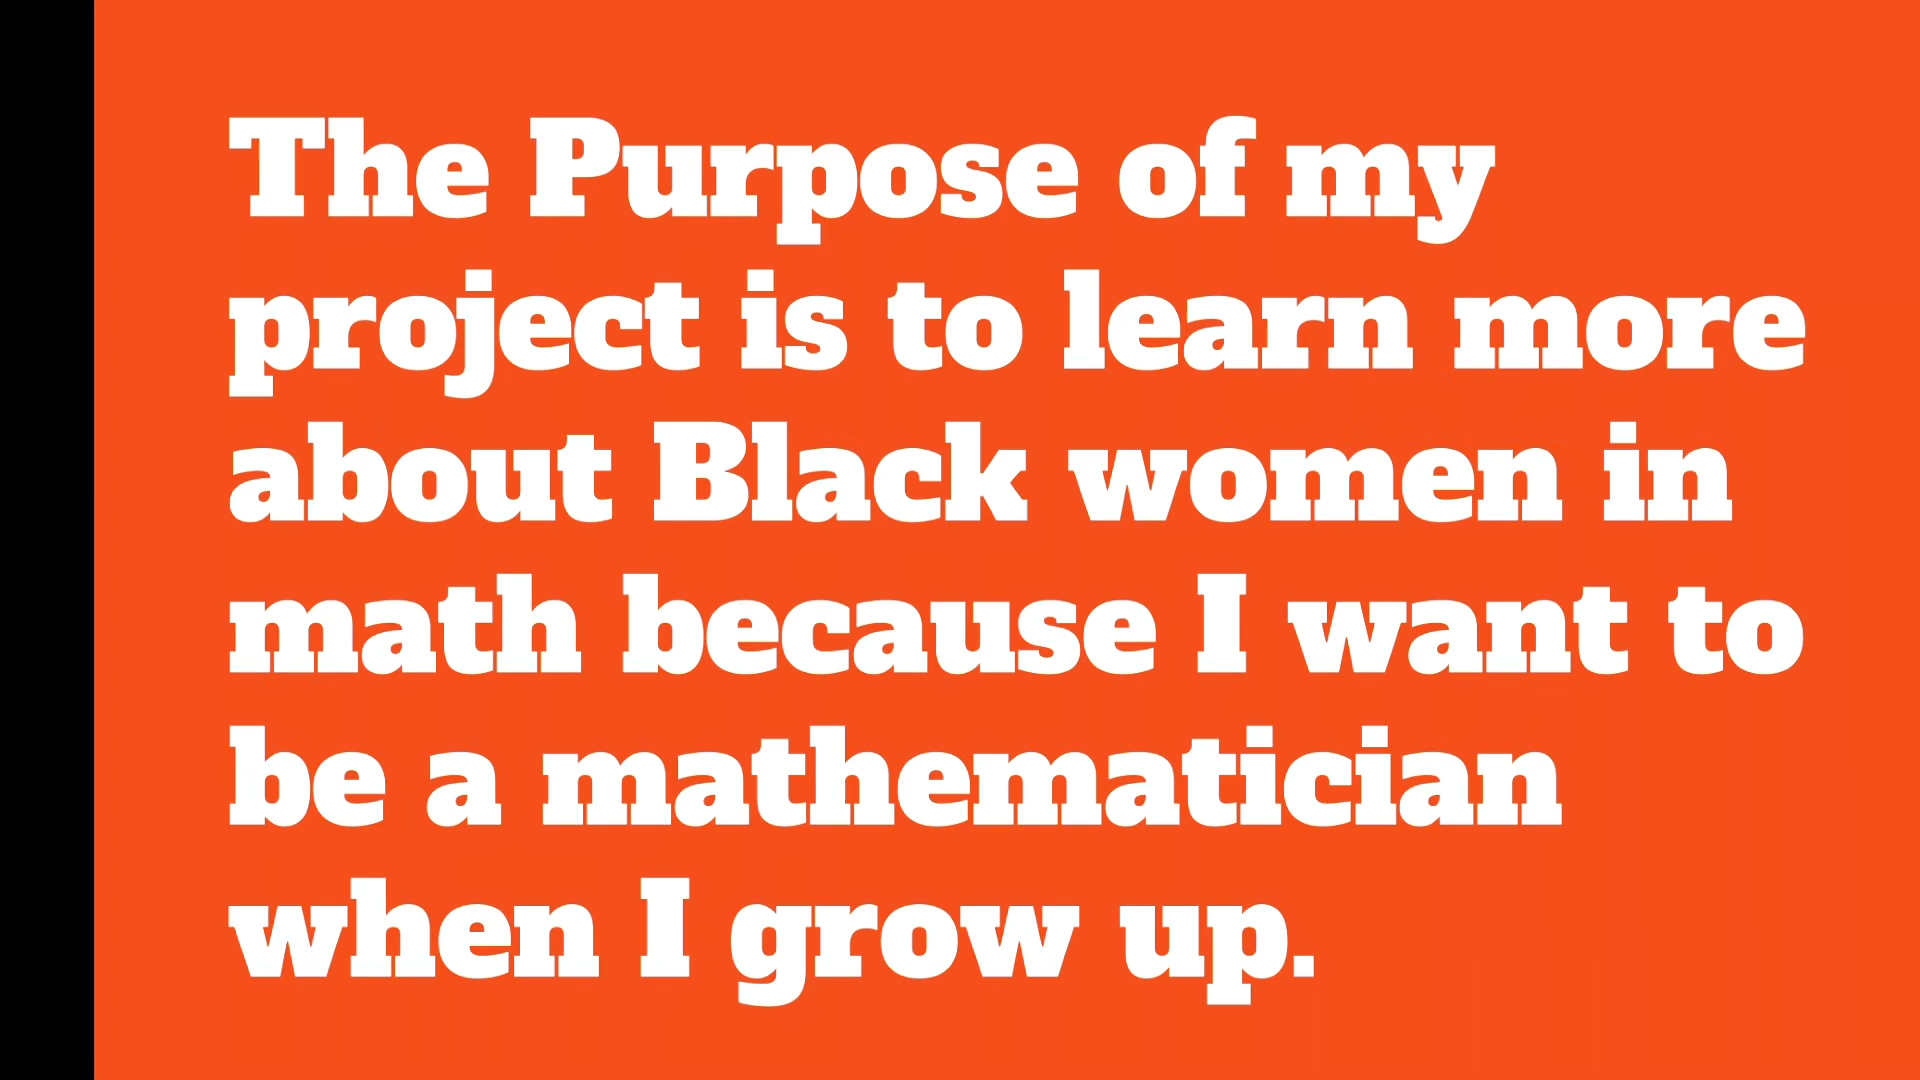 The Purpose of my
project is to learn more
about Black women in
math because I want to
be a mathematician
when I grow up.